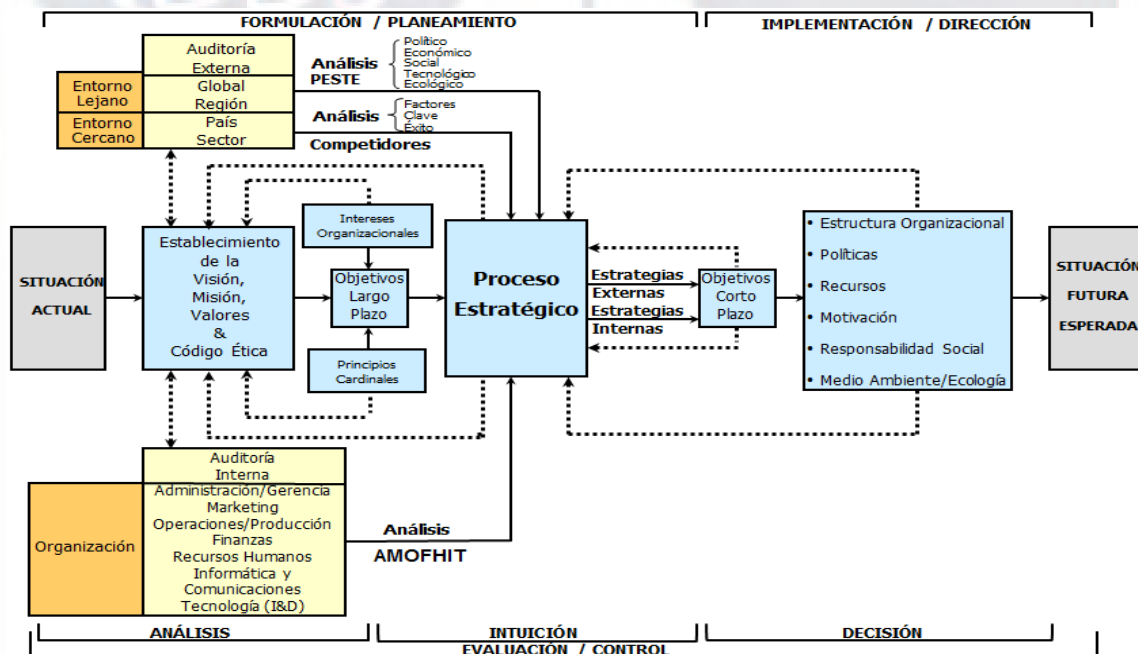 FORMULACIÓN / PLANEAMIENTO
IMPLEMENTACIÓN / DIRECCIÓN
Auditoría
Externa
Entorno
Lejano
Global
Región
Entorno
Cercano
País
Sector
Análisis
PESTE
Político
Económico
Social
Tecnológico
Ecológico
Análisis
Competidores
Factores
Clave
Éxito
SITUACIÓN
ACTUAL
Establecimiento
de la
Visión,
Misión,
Valores
&
Código Ética
Intereses
Organizacionales
Objetivos
Largo
Plazo
Principios
Cardinales
Proceso
Estratégico
Estrategias
Externas
Estrategias
Internas
Objetivos
Corto
Plazo
• Estructura Organizacional
• Políticas
• Recursos
• Motivación
• Responsabilidad Social
• Medio Ambiente/Ecología
SITUACIÓN
FUTURA
ESPERADA
Organización
Auditoría
Interna
Administración/Gerencia
Marketing
Operaciones/Producción
Finanzas
Recursos Humanos
Informática y
Comunicaciones
Tecnología (I&D)
Análisis
AMOFHIT
ANÁLISIS
INTUICIÓN
DECISIÓN
EVALUACIÓN / CONTROL